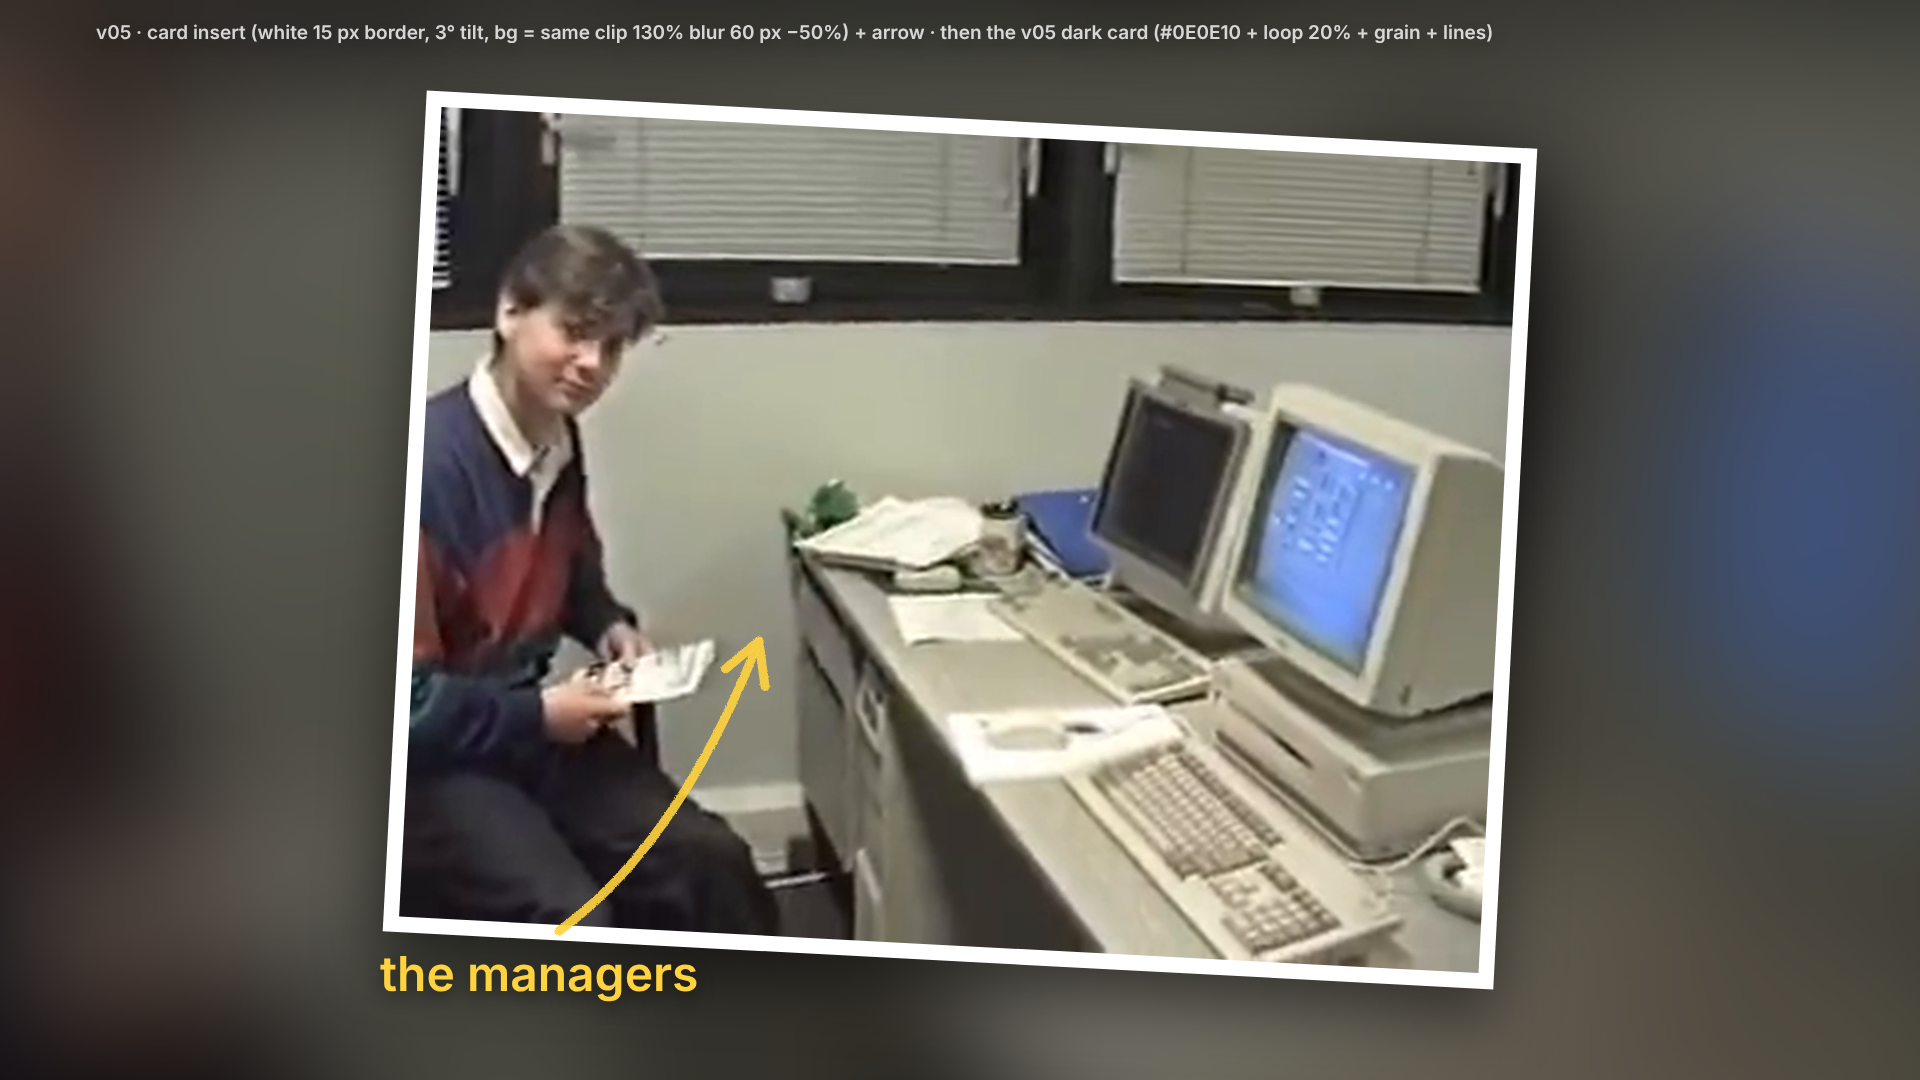 v05 · card insert (white 15 px border, 3° tilt, bg = same clip 130% blur 60 px −50%) + arrow · then the v05 dark card (#0E0E10 + loop 20% + grain + lines)
the managers